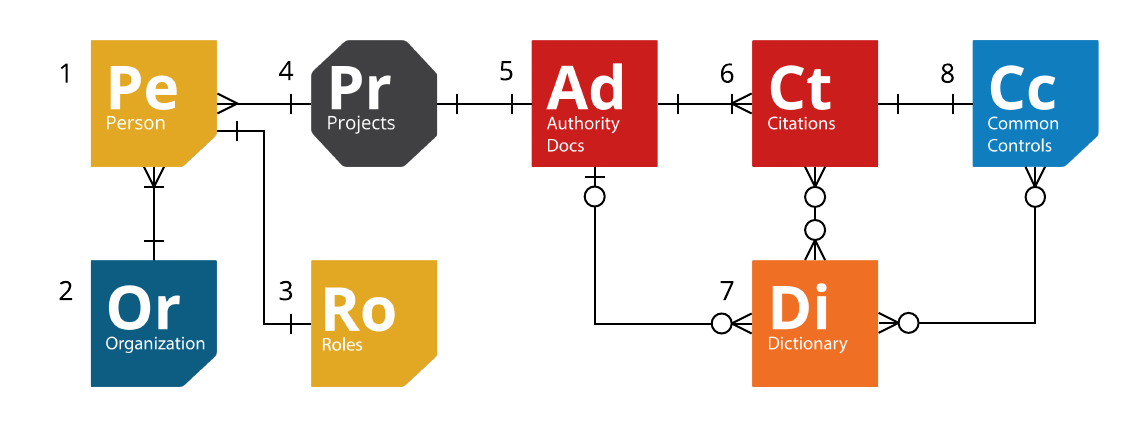 1
Pe
Person
4
Pr
Projects
5
Ad
Authority
Docs
6
Ct
Citations
8
Cc
Common
Controls
2
Or
Organization
3
Ro
Roles
7
Di
Dictionary